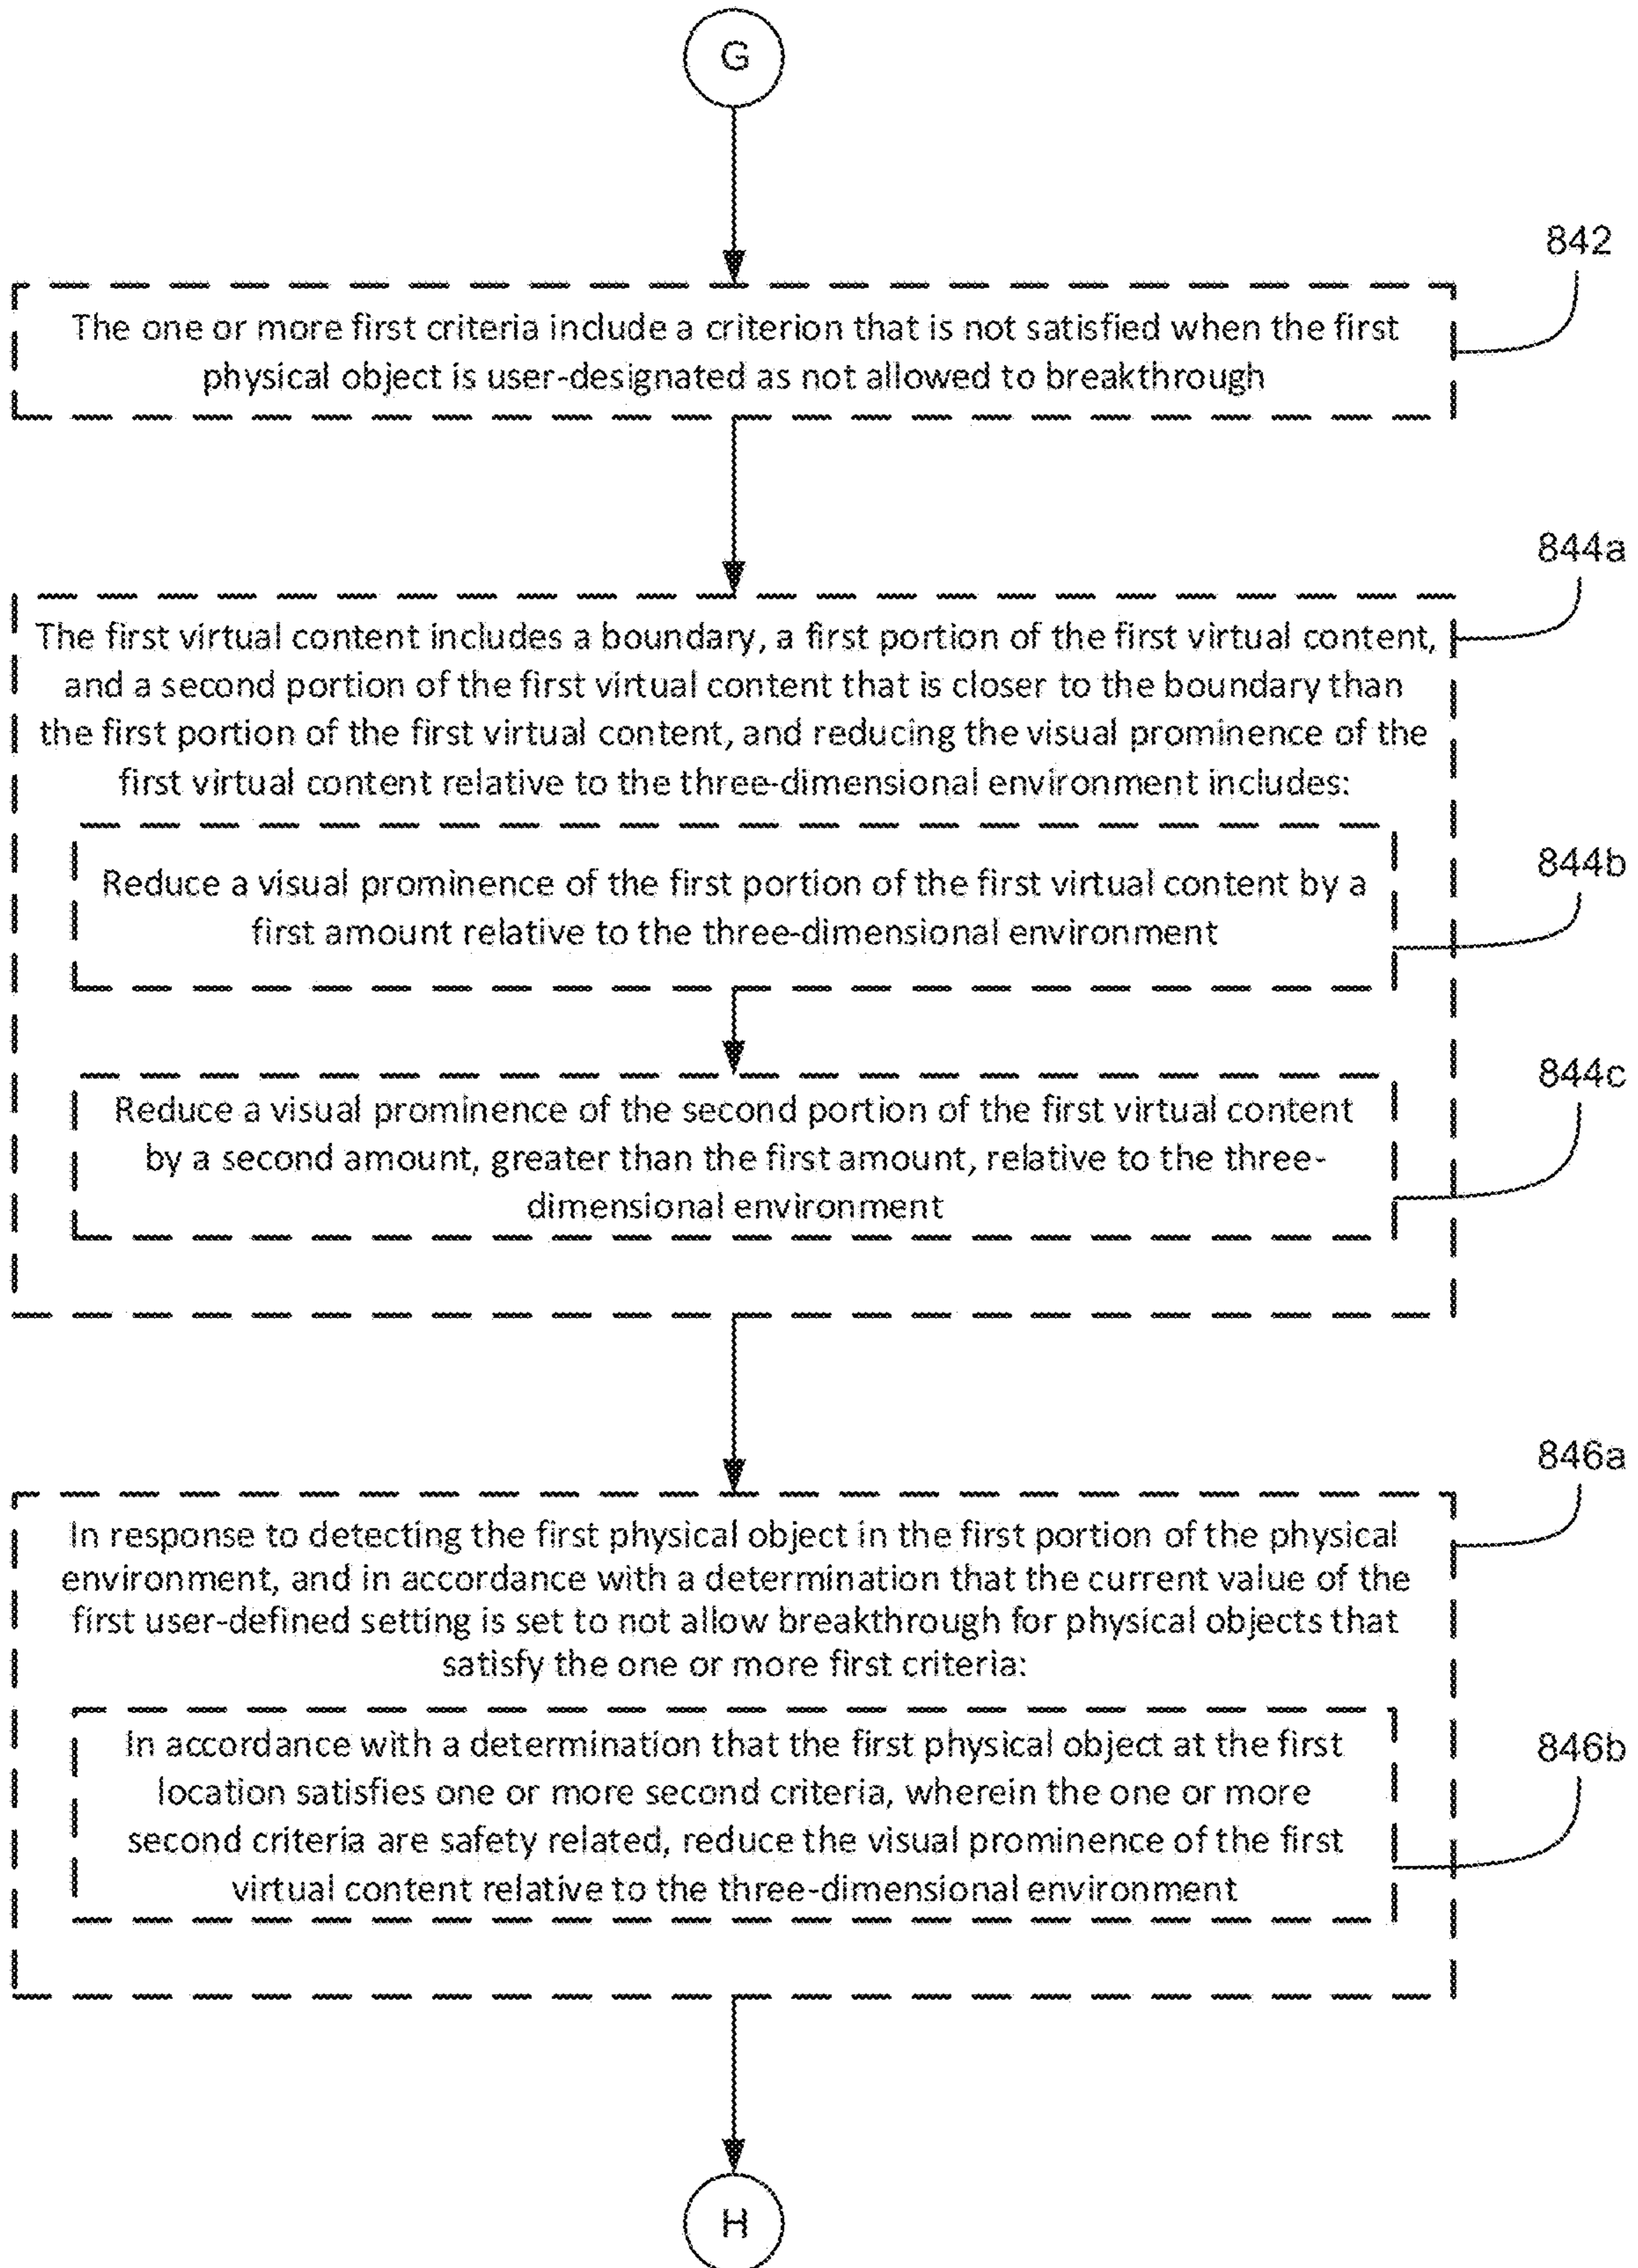 G
842
The one or more first criteria include a criterion that is not satisfied when the first
physical object is user-designated as not allowed to breakthrough
844a
The first virtual content includes a boundary, a first portion of the first virtual content,
and a second portion of the first virtual content that is closer to the boundary than
the first portion of the first virtual content, and reducing the visual prominence of the
first virtual content relative to the three-dimensional environment includes:
844b
Reduce a visual prominence of the first portion of the first virtual content by a
first amount relative to the three-dimensional environment
844c
Reduce a visual prominence of the second portion of the first virtual content
by a second amount, greater than the first amount, relative to the three-
dimensional environment
846a
In response to detecting the first physical object in the first portion of the physical
environment, and in accordance with a determination that the current value of the
first user-defined setting is set to not allow breakthrough for physical objects that
satisfy the one or more first criteria:
846b
In accordance with a determination that the first physical object at the first
location satisfies one or more second criteria, wherein the one or more
second criteria are safety related, reduce the visual prominence of the first
virtual content relative to the three-dimensional environment
H